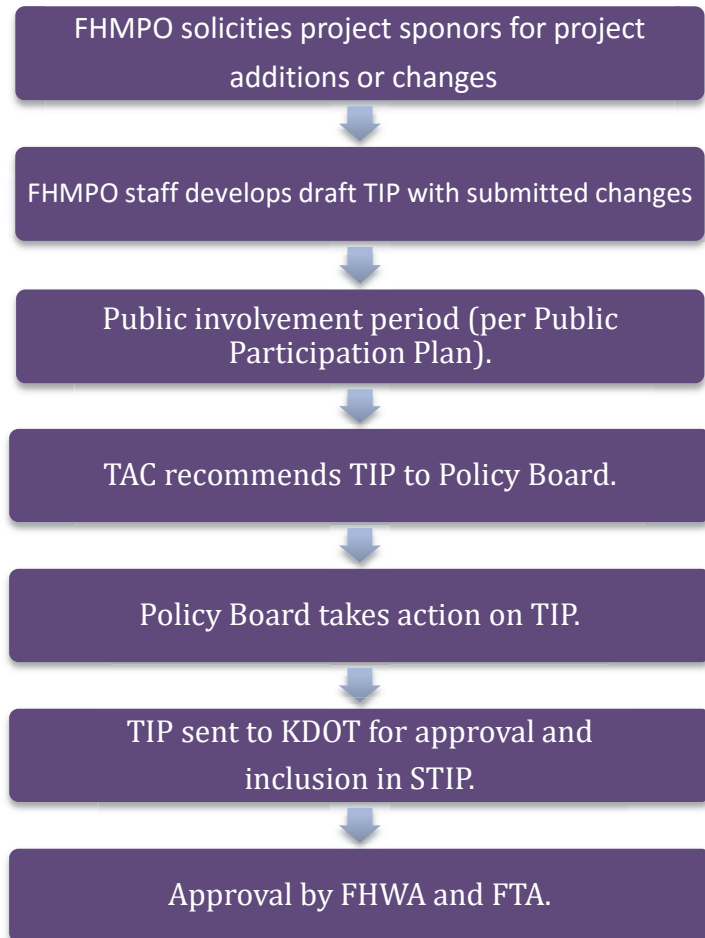 FHMPO solicities project sponsors for project
additions or changes
FHMPO staff develops draft TIP with submitted changes
Public involvement period (per Public
Participation Plan).
TAC recommends TIP to Policy Board.
Policy Board takes action on TIP.
TIP sent to KDOT for approval and
inclusion in STIP.
Approval by FHWA and FTA.